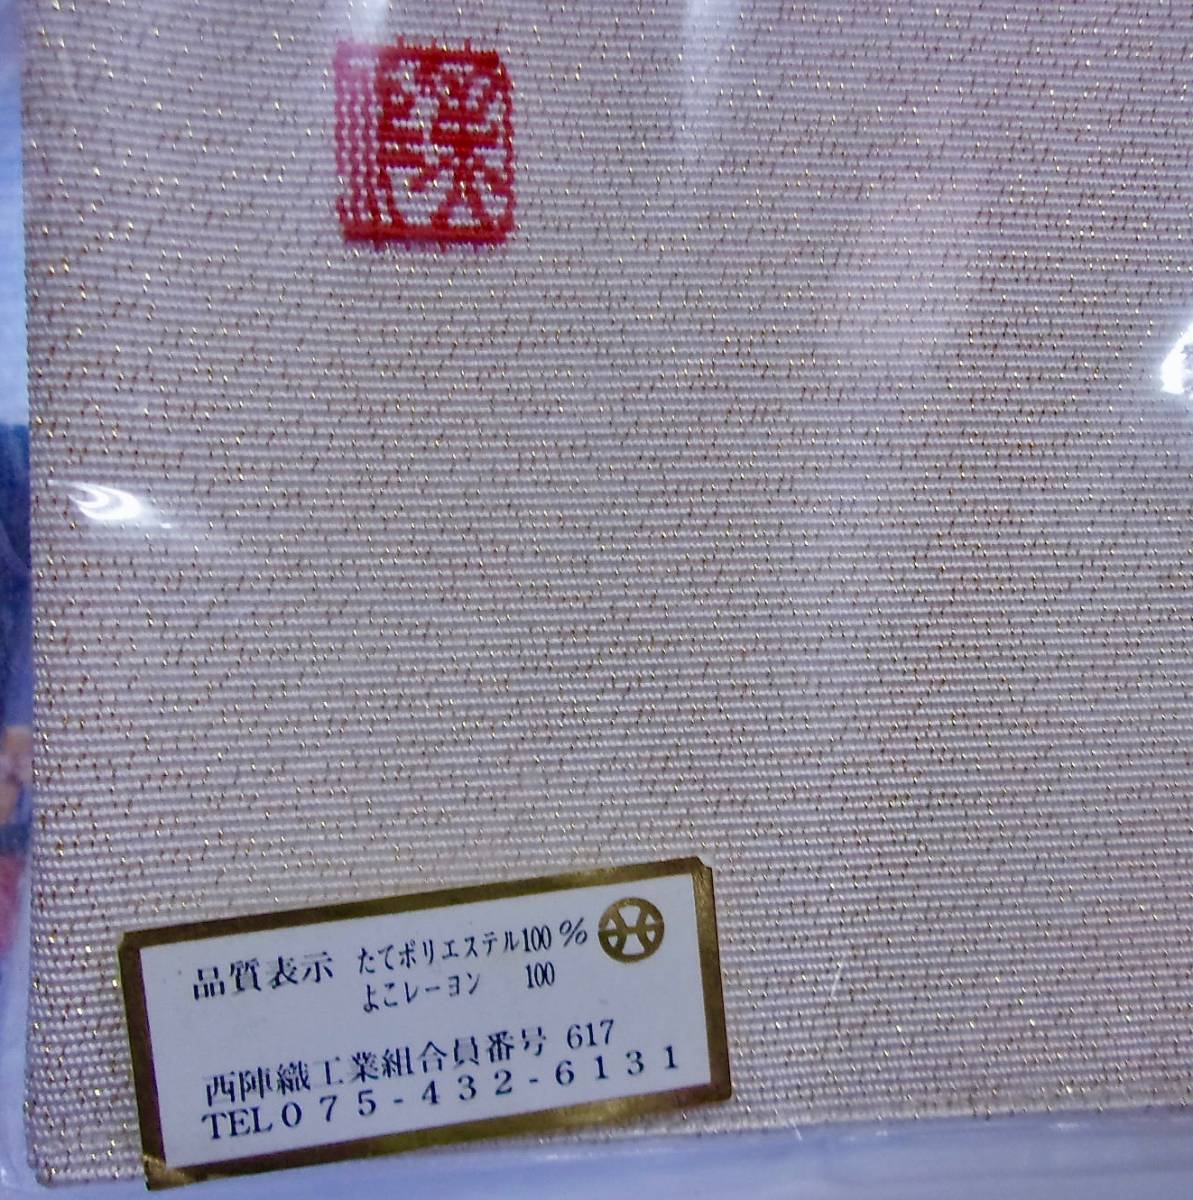 品質表示 たてポリエステル100%
よこレーヨン 100
西陣織工業組合員番号 617
TEL075-432-6131